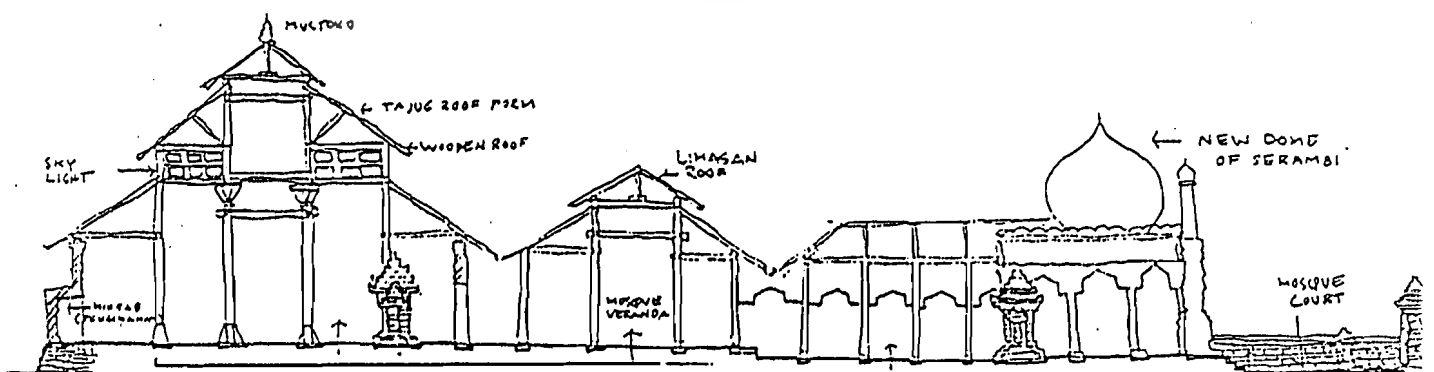 MUSTOKO
TAJUG ROOF FORM
WOODEN ROOF
SKY
LIGHT
LIMASAN
ROOF
NEW DOME
OF SERAMBI
MIHRAB
MOSQUE
VERANDA
MOSQUE
COURT